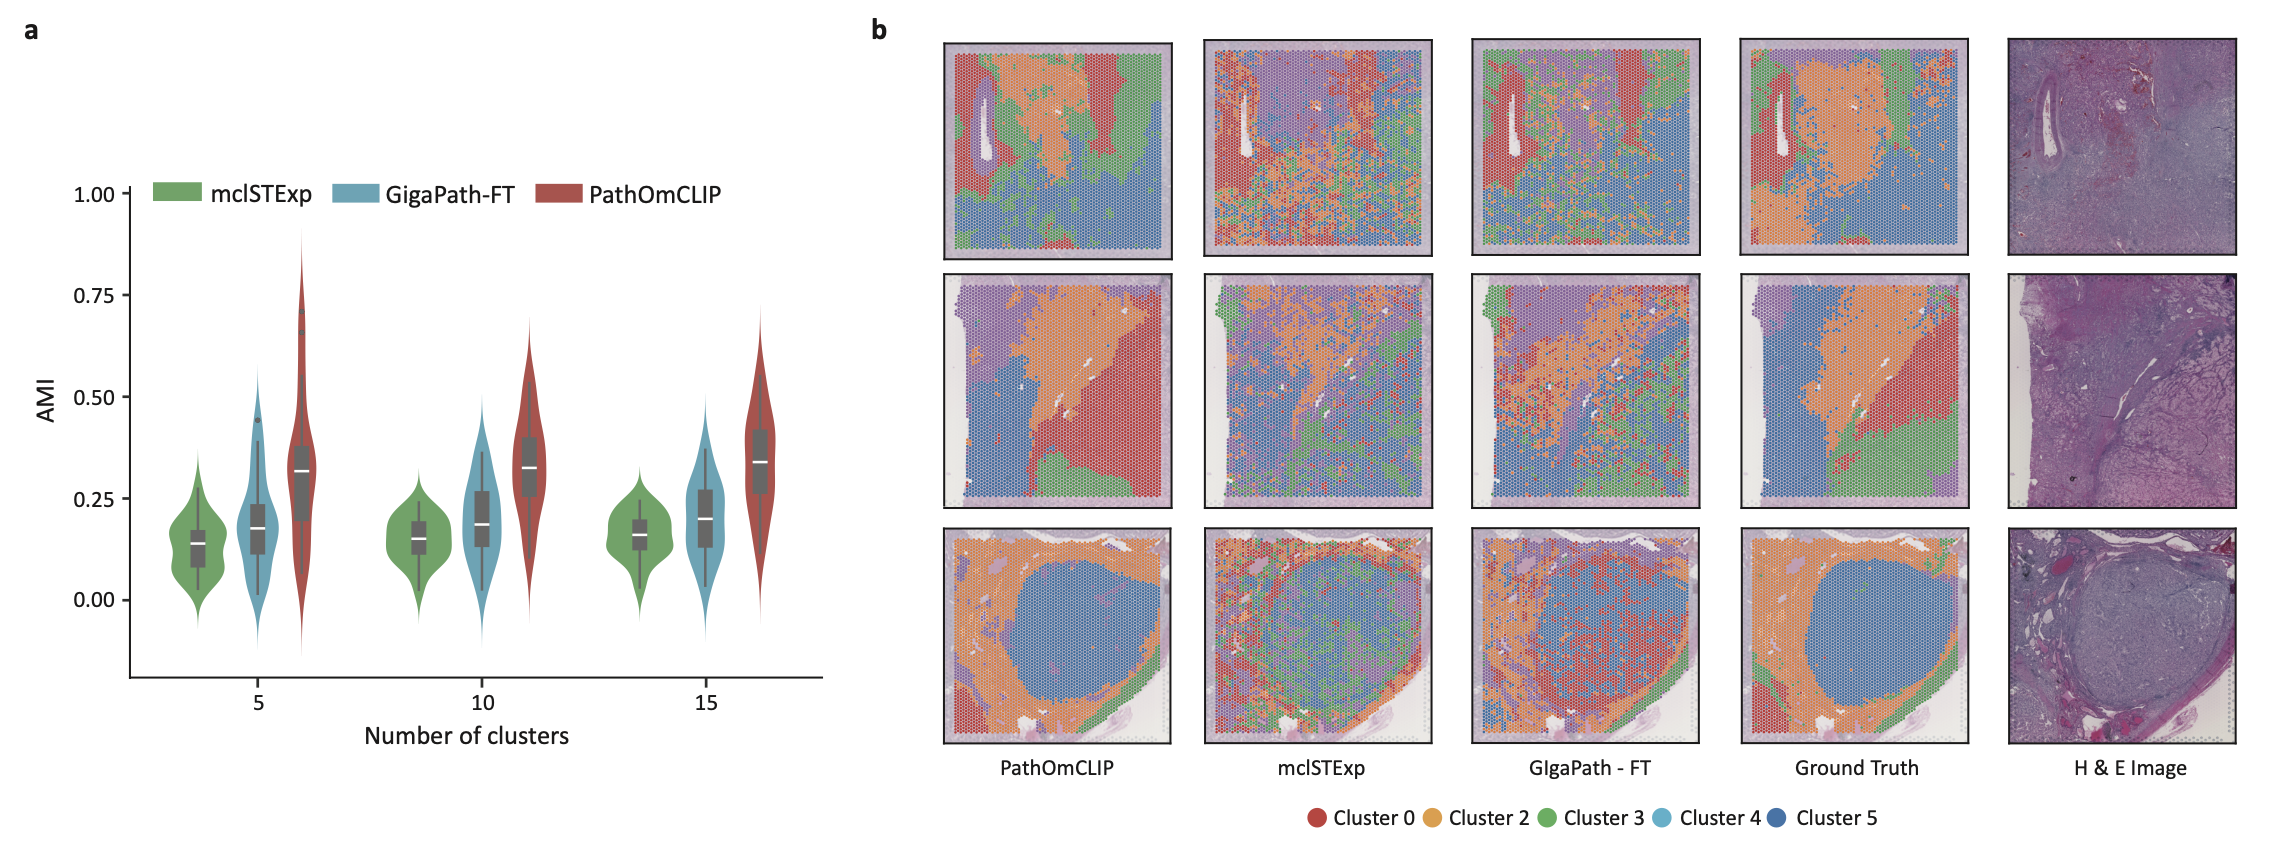 a
b
mclSTExp GigaPath-FT PathOmCLIP
1.00
0.75
0.50
0.25
0.00
AMI
5 10 15
Number of clusters
PathOmCLIP mclSTExp GIgaPath - FT Ground Truth H & E Image
Cluster 0 Cluster 2 Cluster 3 Cluster 4 Cluster 5